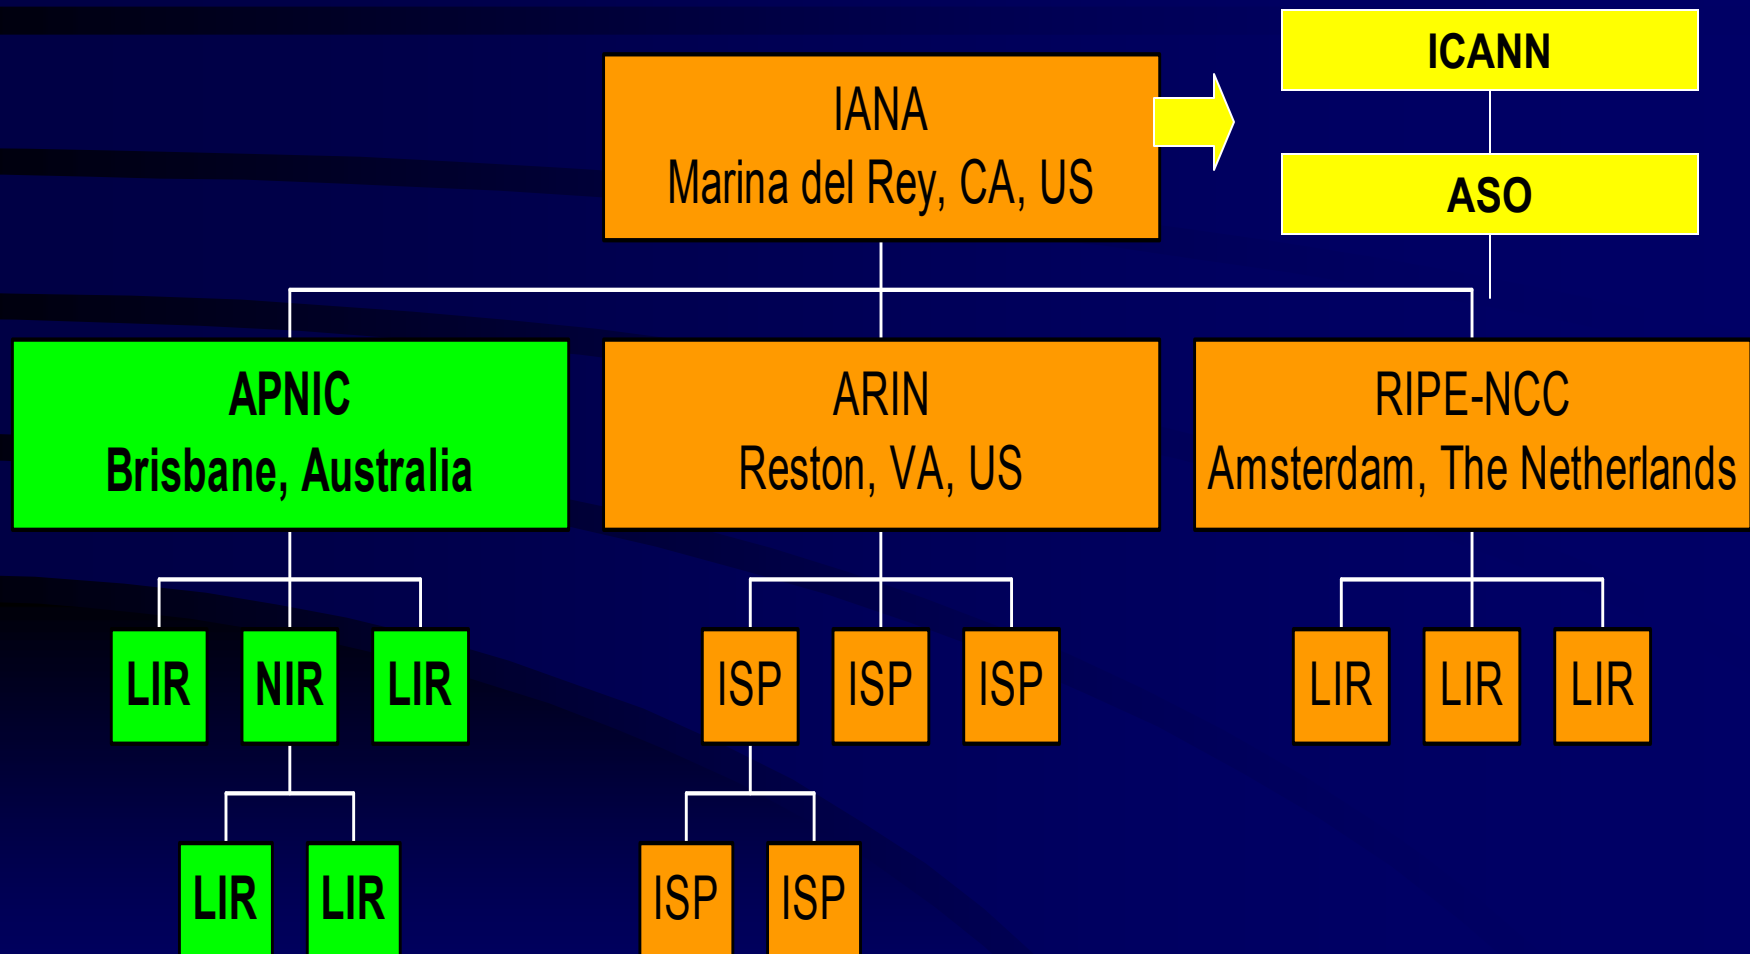 ICANN
IANA
Marina del Rey, CA, US
ASO
APNIC
Brisbane, Australia
ARIN
Reston, VA, US
RIPE-NCC
Amsterdam, The Netherlands
LIR
NIR
LIR
ISP
ISP
ISP
LIR
LIR
LIR
LIR
LIR
ISP
ISP